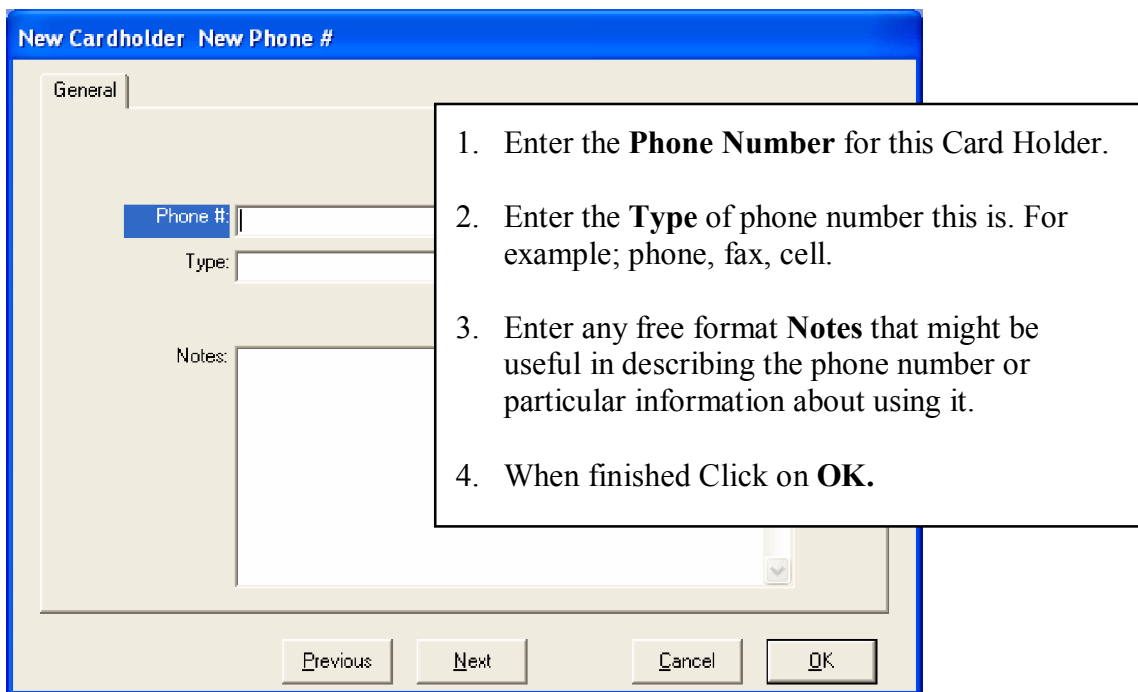 New Cardholder New Phone #
General
1. Enter the Phone Number for this Card Holder.
Phone #:
2. Enter the Type of phone number this is. For
example; phone, fax, cell.
Type:
3. Enter any free format Notes that might be
useful in describing the phone number or
particular information about using it.
Notes:
4. When finished Click on OK.
Previous Next Cancel OK